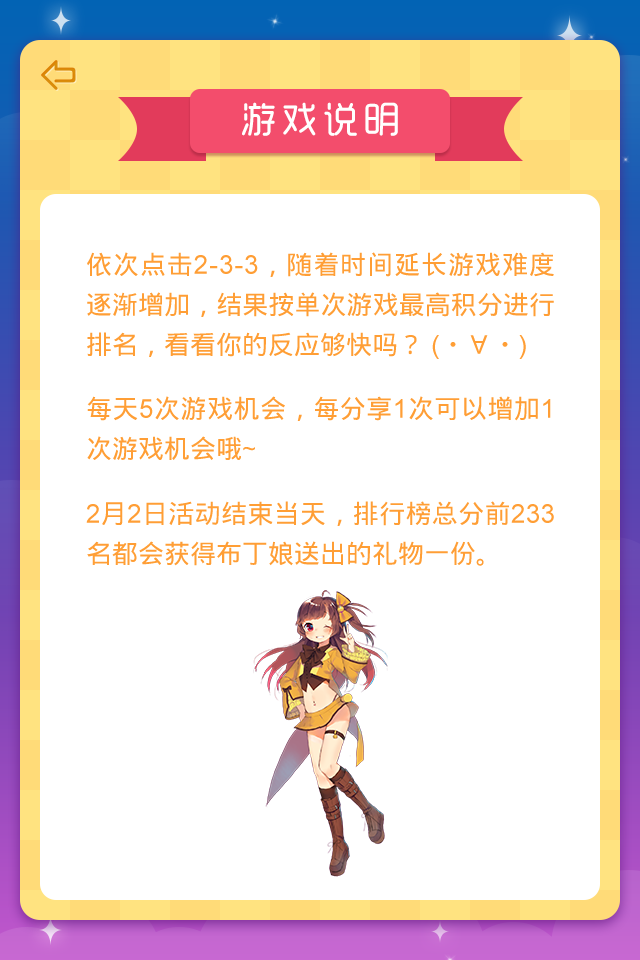 游戏说明
依次点击2-3-3，随着时间延长游戏难度
逐渐增加，结果按单次游戏最高积分进行
排名，看看你的反应够快吗？(・∀・)
每天5次游戏机会，每分享1次可以增加1
次游戏机会哦~
2月2日活动结束当天，排行榜总分前233
名都会获得布丁娘送出的礼物一份。